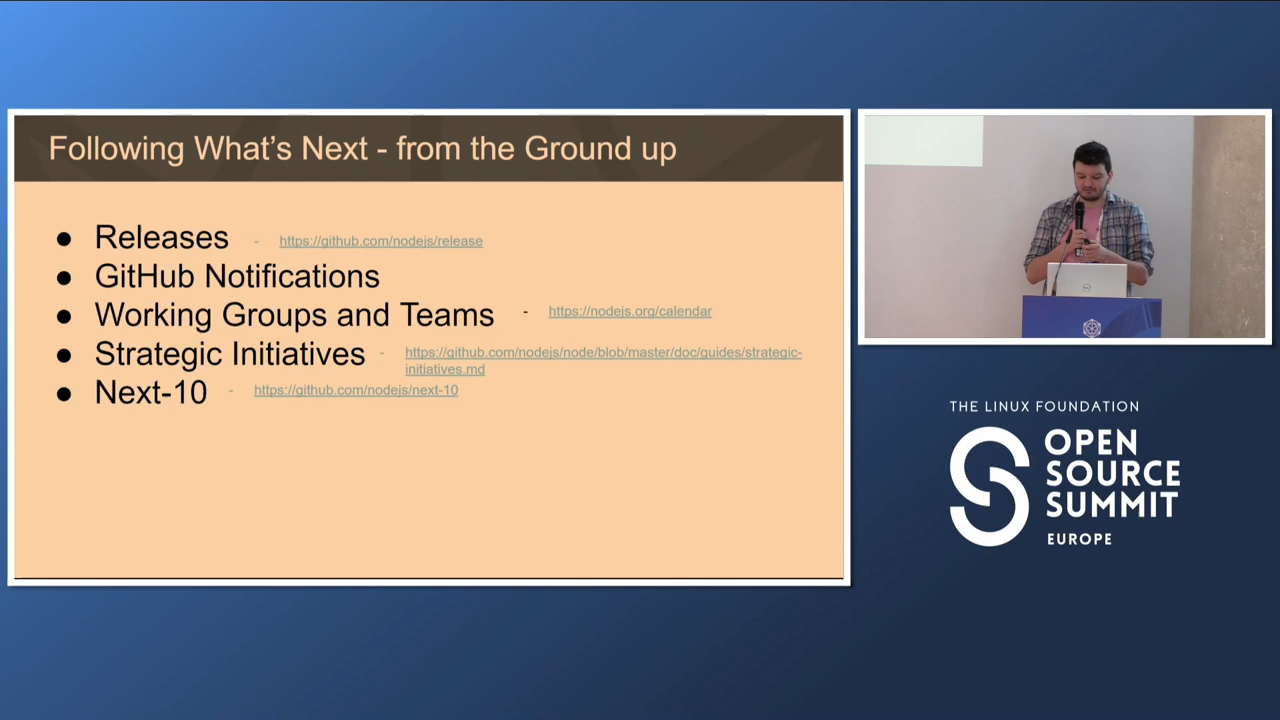 Following What's Next - from the Ground up
● Releases - https://github.com/nodejs/release
● GitHub Notifications
● Working Groups and Teams - https://nodejs.org/calendar
● Strategic Initiatives - https://github.com/nodejs/node/blob/master/doc/guides/strategic-
initiatives.md
● Next-10 - https://github.com/nodejs/next-10
THE LINUX FOUNDATION
OPEN
SOURCE
SUMMIT
EUROPE